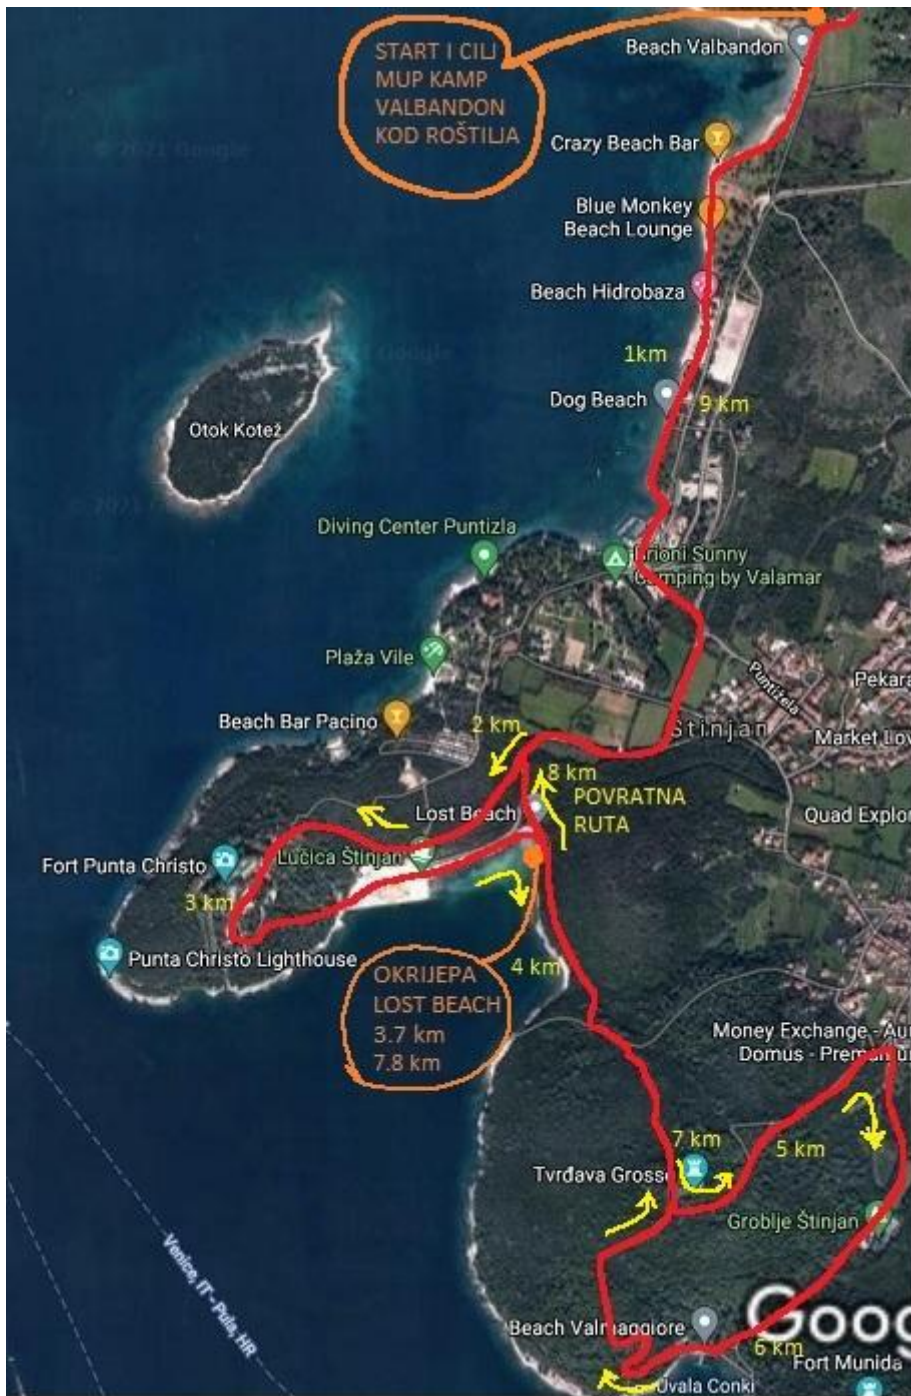 START I CILJ
MUP KAMP
VALBANDON
KOD ROŠTILJA
Beach Valbandon
Crazy Beach Bar
Blue Monkey
Beach Lounge
Beach Hidrobaza
1km
Dog Beach
9 km
Otok Kotež
Diving Center Puntizla
Brioni Sunny
Camping by Valamar
Plaža Vile
Puntižela
Pekara
Beach Bar Pacino
2 km
Štinjan
Market Lov
8 km
POVRATNA
RUTA
Lost Beach
Quad Explor
Fort Punta Christo
Lučica Štinjan
3 km
Punta Christo Lighthouse
4 km
OKRIJEPA
LOST BEACH
3.7 km
7.8 km
Money Exchange - Au
Domus - Premantur
7 km
5 km
Tvrđava Grosso
Groblje Štinjan
Venice, IT - Pula, HR
Beach Valmaggiore
Goog
6 km
Fort Munida
Uvala Conki